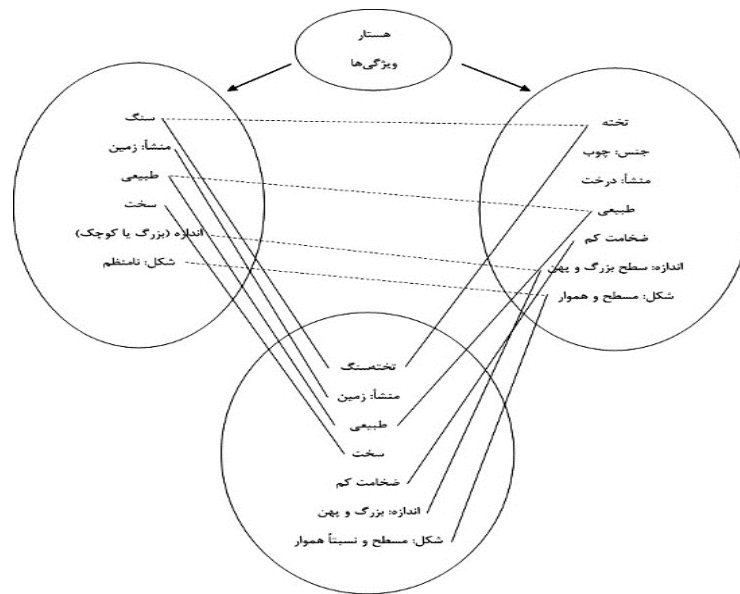 هستار
ویژگی‌ها
تخته
جنس: چوب
منشأ: درخت
طبیعی
ضخامت کم
اندازه: سطح بزرگ و پهن
شکل: مسطح و هموار
سنگ
منشأ: زمین
طبیعی
سخت
اندازه (بزرگ یا کوچک)
شکل: نامنظم
تخته‌سنگ
منشأ: زمین
طبیعی
سخت
ضخامت کم
اندازه: بزرگ و پهن
شکل: مسطح و نسبتاً هموار